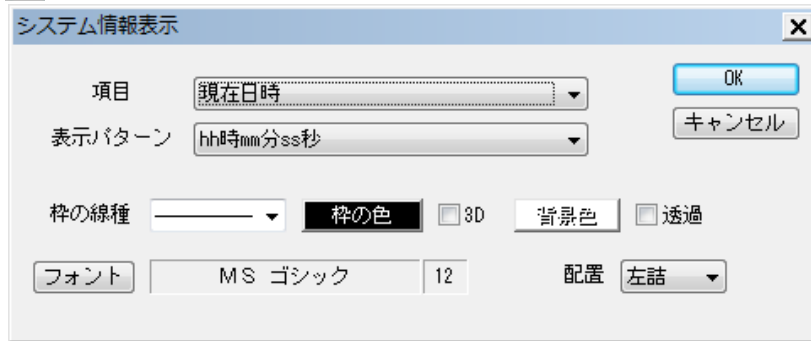 システム情報表示
項目 現在日時 OK
表示パターン hh時mm分ss秒 キャンセル
枠の線種 枠の色 3D 背景色 透過
フォント MS ゴシック 12 配置 左詰